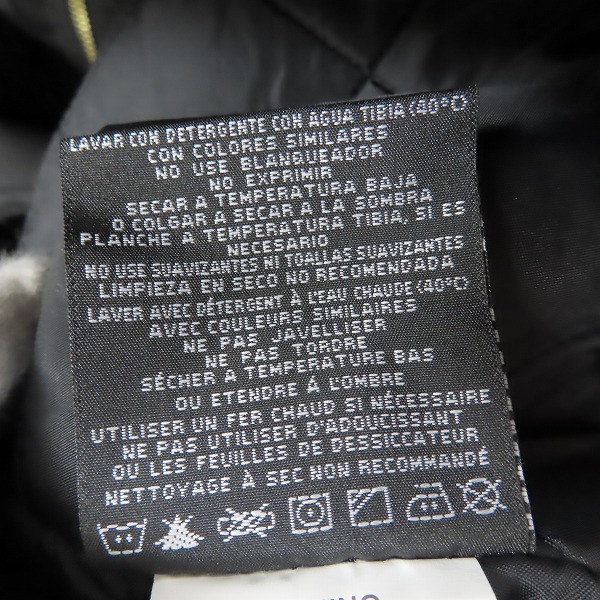 LAVAR CON DETERGENTE CON AGUA TIBIA (40°C)
CON COLORES SIMILARES
NO USE BLANQUEADOR
NO EXPRIMIR
SECAR A TEMPERATURA BAJA
O COLGAR A SECAR A LA SOMBRA
PLANCHE A TEMPERATURA TIBIA, SI ES
NECESARIO
NO USE SUAVIZANTES NI TOALLAS SUAVIZANTES
LIMPIEZA EN SECO NO RECOMENDADA
LAVER AVEC DÉTERGENT À L'EAU CHAUDE (40°C)
AVEC COULEURS SIMILAIRES
NE PAS JAVELLISER
NE PAS TORDRE
SÉCHER A TEMPÉRATURE BAS
OU ETENDRE À L'OMBRE
UTILISER UN FER CHAUD SI NÉCESSAIRE
NE PAS UTILISER D'ADOUCISSANT
OU LES FEUILLES DE DESSICCATEUR
NETTOYAGE À SEC NON RECOMMANDÉ